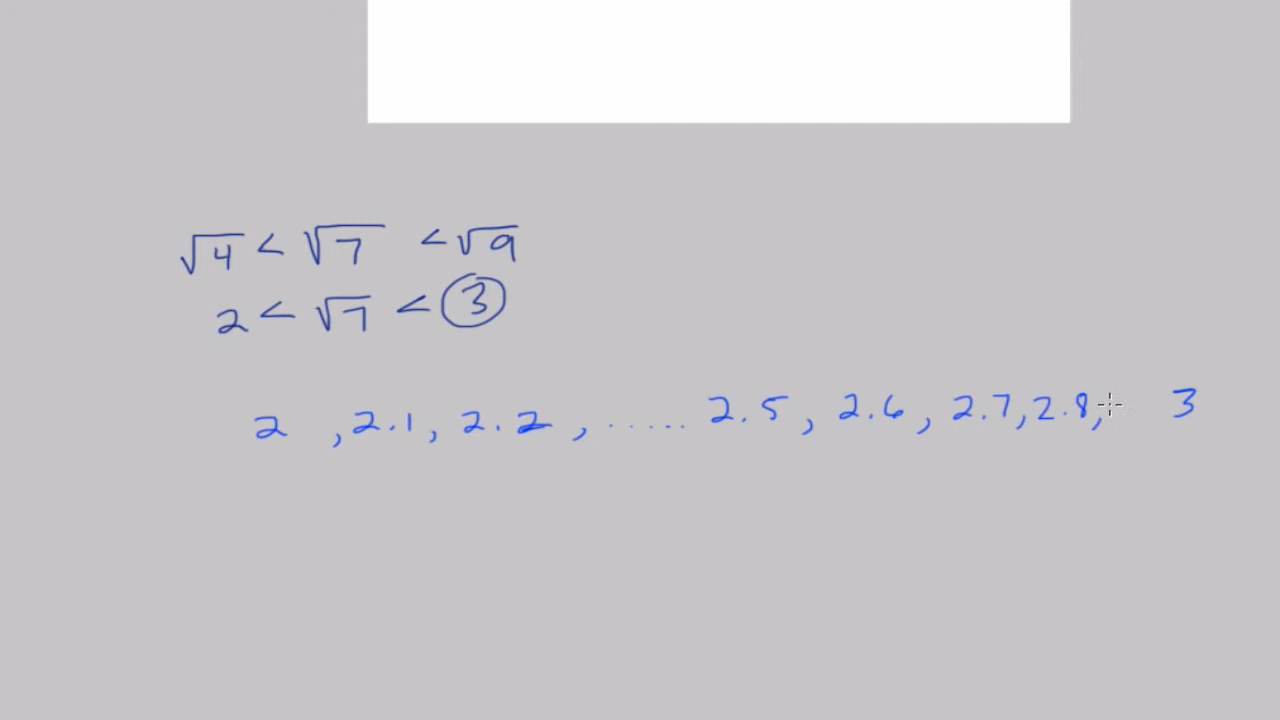 √4 < √7 < √9
2 < √7 < 3
2 , 2.1, 2.2 , ..... 2.5 , 2.6 , 2.7, 2.8, 3